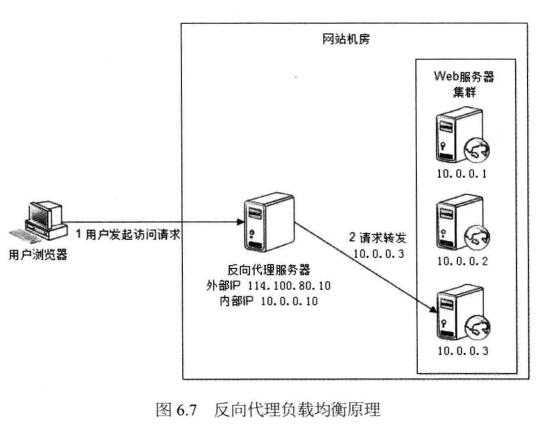 网站机房
Web服务器
集群
10.0.0.1
1 用户发起访问请求
用户浏览器
2 请求转发
10.0.0.3
10.0.0.2
反向代理服务器
外部IP 114.100.80.10
内部IP 10.0.0.10
10.0.0.3
图 6.7 反向代理负载均衡原理